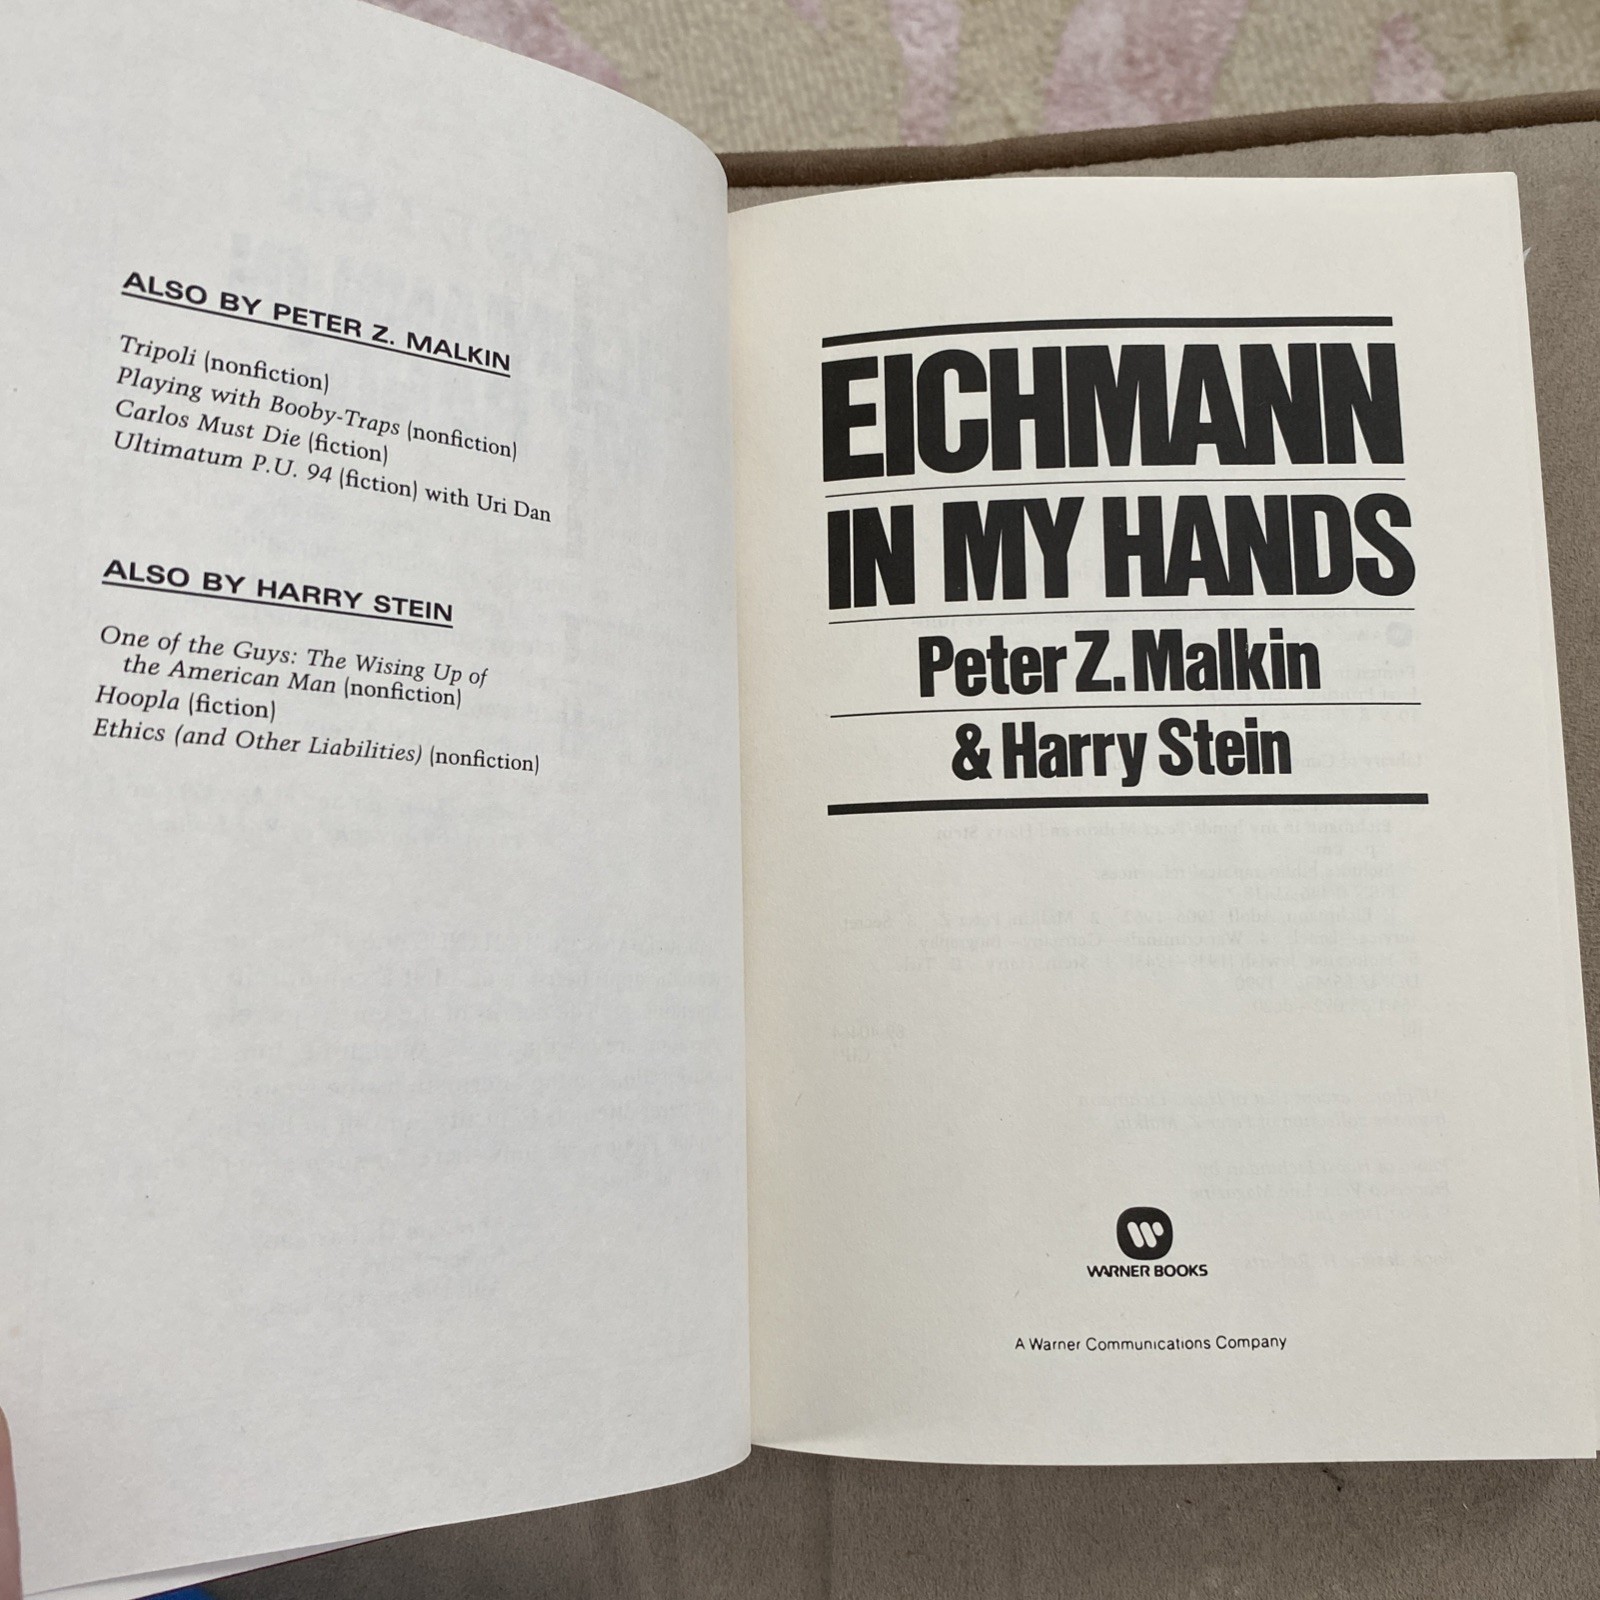 ALSO BY PETER Z. MALKIN
Tripoli (nonfiction)
Playing with Booby-Traps (nonfiction)
Carlos Must Die (fiction)
Ultimatum P.U. 94 (fiction) with Uri Dan
ALSO BY HARRY STEIN
One of the Guys: The Wising Up of
the American Man (nonfiction)
Hoopla (fiction)
Ethics (and Other Liabilities) (nonfiction)
EICHMANN
IN MY HANDS
Peter Z. Malkin
& Harry Stein
WARNER BOOKS
A Warner Communications Company